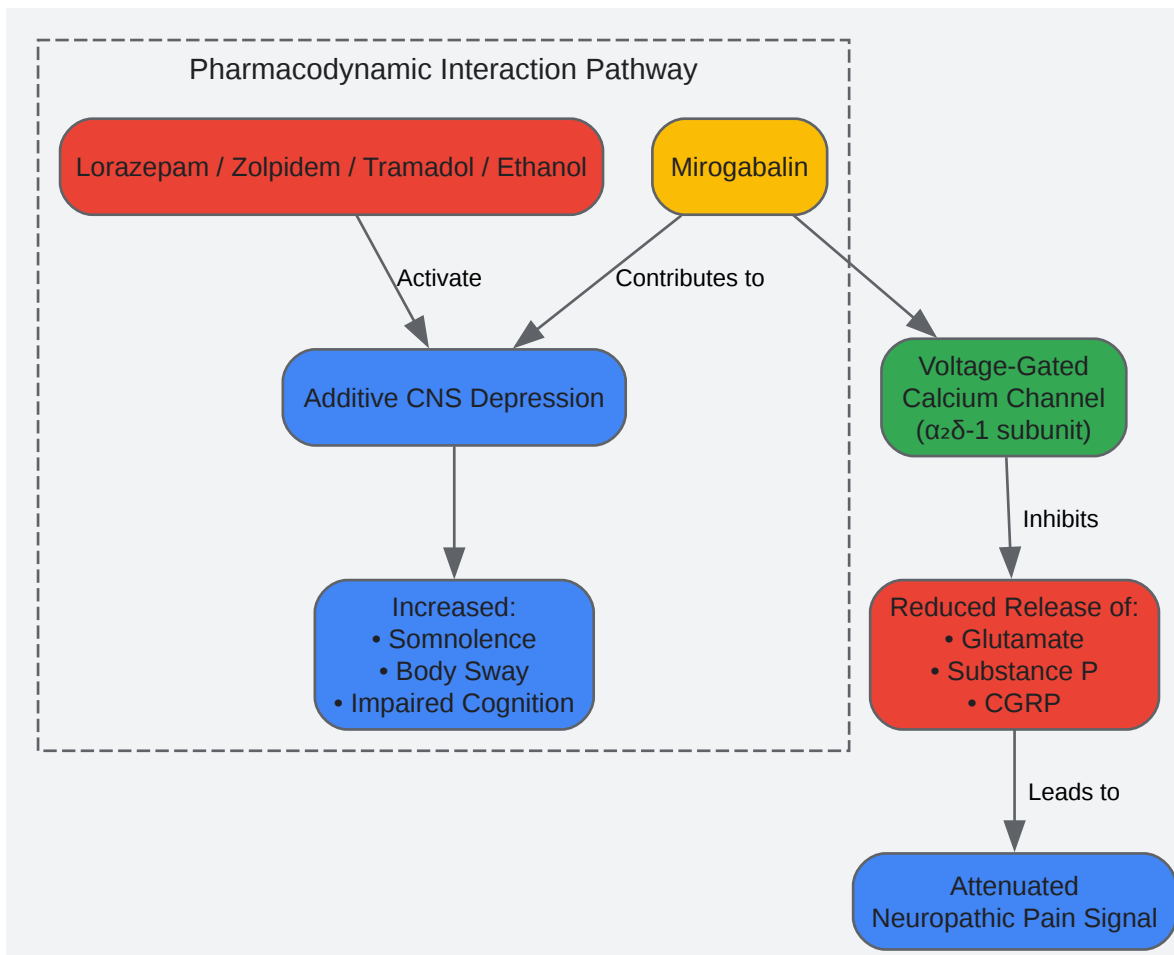 Pharmacodynamic Interaction Pathway
Lorazepam / Zolpidem / Tramadol / Ethanol
Mirogabalin
Activate
Contributes to
Additive CNS Depression
Voltage-Gated
Calcium Channel
(α₂δ-1 subunit)
Inhibits
Increased:
• Somnolence
• Body Sway
• Impaired Cognition
Reduced Release of:
• Glutamate
• Substance P
• CGRP
Leads to
Attenuated
Neuropathic Pain Signal